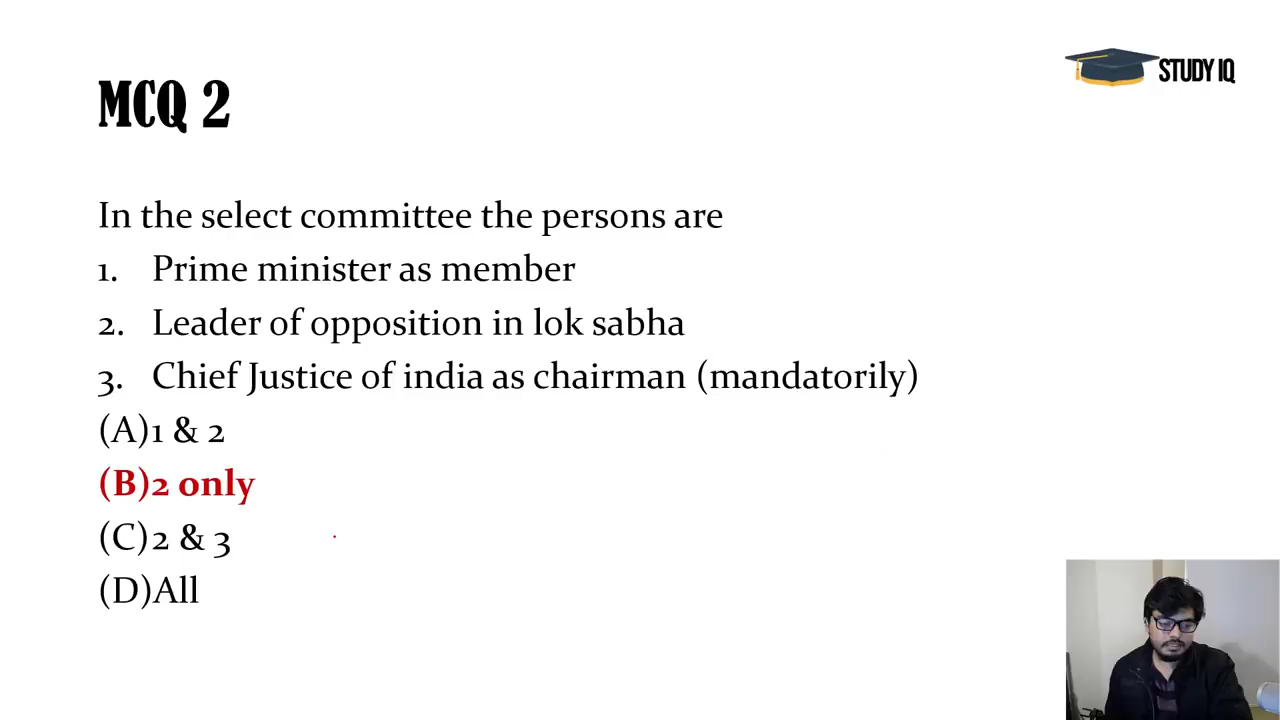 STUDY IQ
MCQ 2
In the select committee the persons are
1. Prime minister as member
2. Leader of opposition in lok sabha
3. Chief Justice of india as chairman (mandatorily)
(A)1 & 2
(B)2 only
(C)2 & 3
(D)All